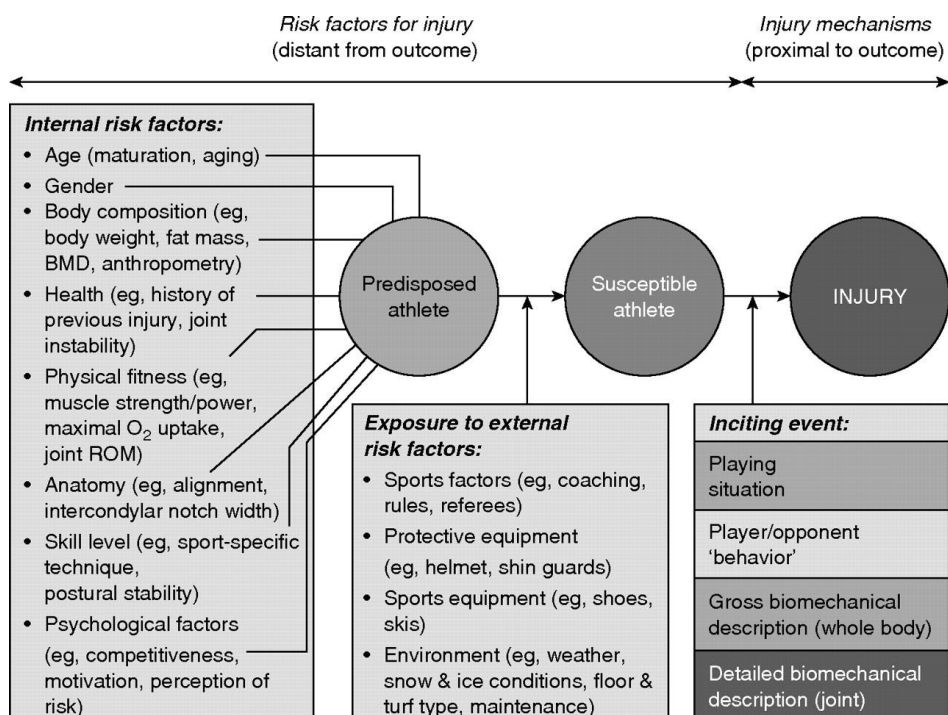 Risk factors for injury
(distant from outcome)
Injury mechanisms
(proximal to outcome)
Internal risk factors:
• Age (maturation, aging)
• Gender
• Body composition (eg,
body weight, fat mass,
BMD, anthropometry)
• Health (eg, history of
previous injury, joint
instability)
• Physical fitness (eg,
muscle strength/power,
maximal O₂ uptake,
joint ROM)
• Anatomy (eg, alignment,
intercondylar notch width)
• Skill level (eg, sport-specific
technique,
postural stability)
• Psychological factors
(eg, competitiveness,
motivation, perception of
risk)
Predisposed
athlete
Susceptible
athlete
INJURY
Exposure to external
risk factors:
• Sports factors (eg, coaching,
rules, referees)
• Protective equipment
(eg, helmet, shin guards)
• Sports equipment (eg, shoes,
skis)
• Environment (eg, weather,
snow & ice conditions, floor &
turf type, maintenance)
Inciting event:
Playing
situation
Player/opponent
‘behavior’
Gross biomechanical
description (whole body)
Detailed biomechanical
description (joint)